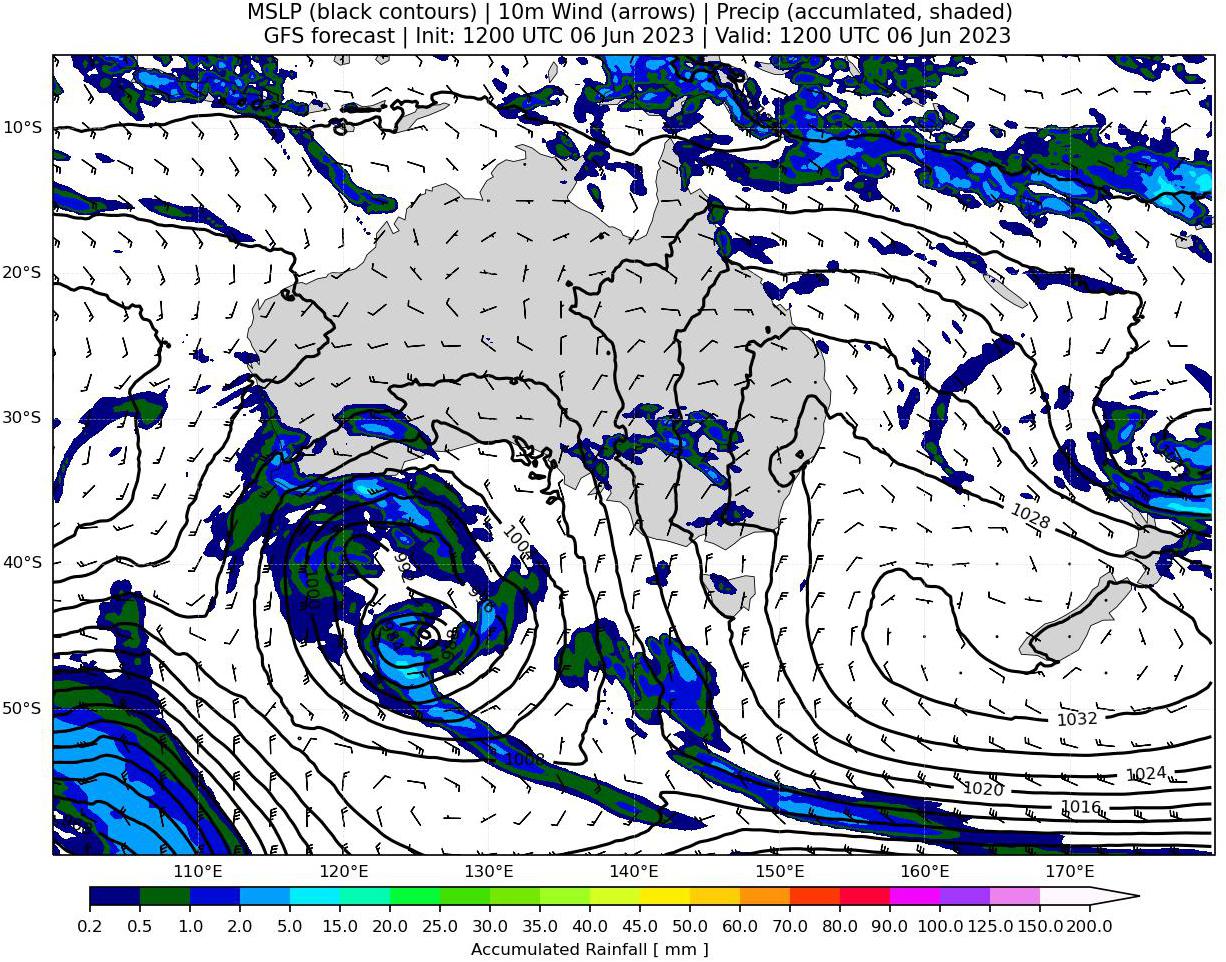 MSLP (black contours) | 10m Wind (arrows) | Precip (accumlated, shaded)
GFS forecast | Init: 1200 UTC 06 Jun 2023 | Valid: 1200 UTC 06 Jun 2023
10°S
20°S
30°S
1028
40°S
1000
50°S
1032
1008
1024
1020
1016
110°E 120°E 130°E 140°E 150°E 160°E 170°E
0.2 0.5 1.0 2.0 5.0 10.0 15.0 20.0 25.0 30.0 35.0 40.0 45.0 50.0 60.0 70.0 80.0 90.0 100.0 125.0 150.0 200.0
Accumulated Rainfall [ mm ]